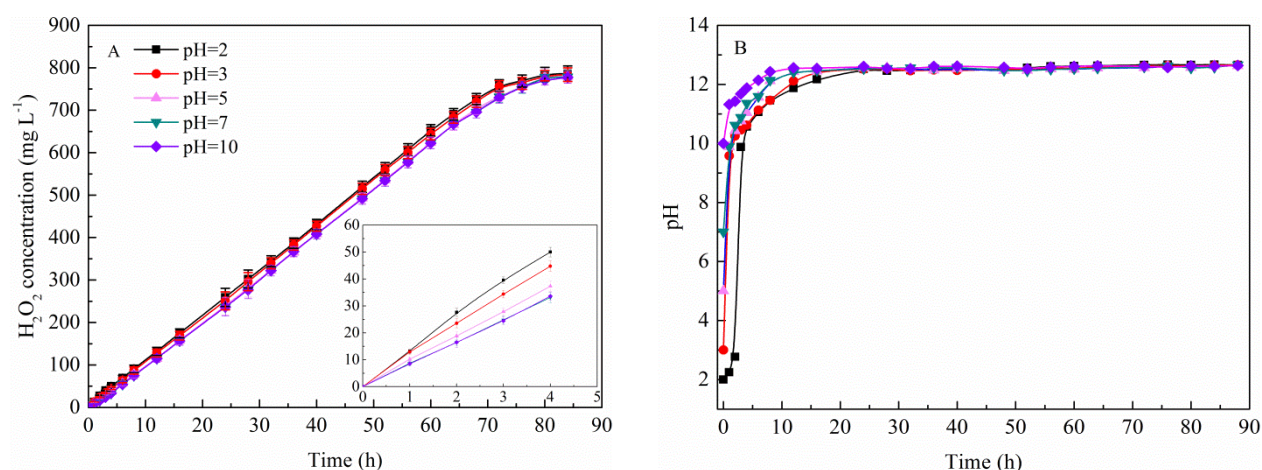 A
pH=2
pH=3
pH=5
pH=7
pH=10
H₂O₂ concentration (mg L⁻¹)
900
800
700
600
500
400
300
200
100
0
0 10 20 30 40 50 60 70 80 90
Time (h)
60
50
40
30
20
10
0
0 1 2 3 4 5
B
pH
14
12
10
8
6
4
2
0 10 20 30 40 50 60 70 80 90
Time (h)